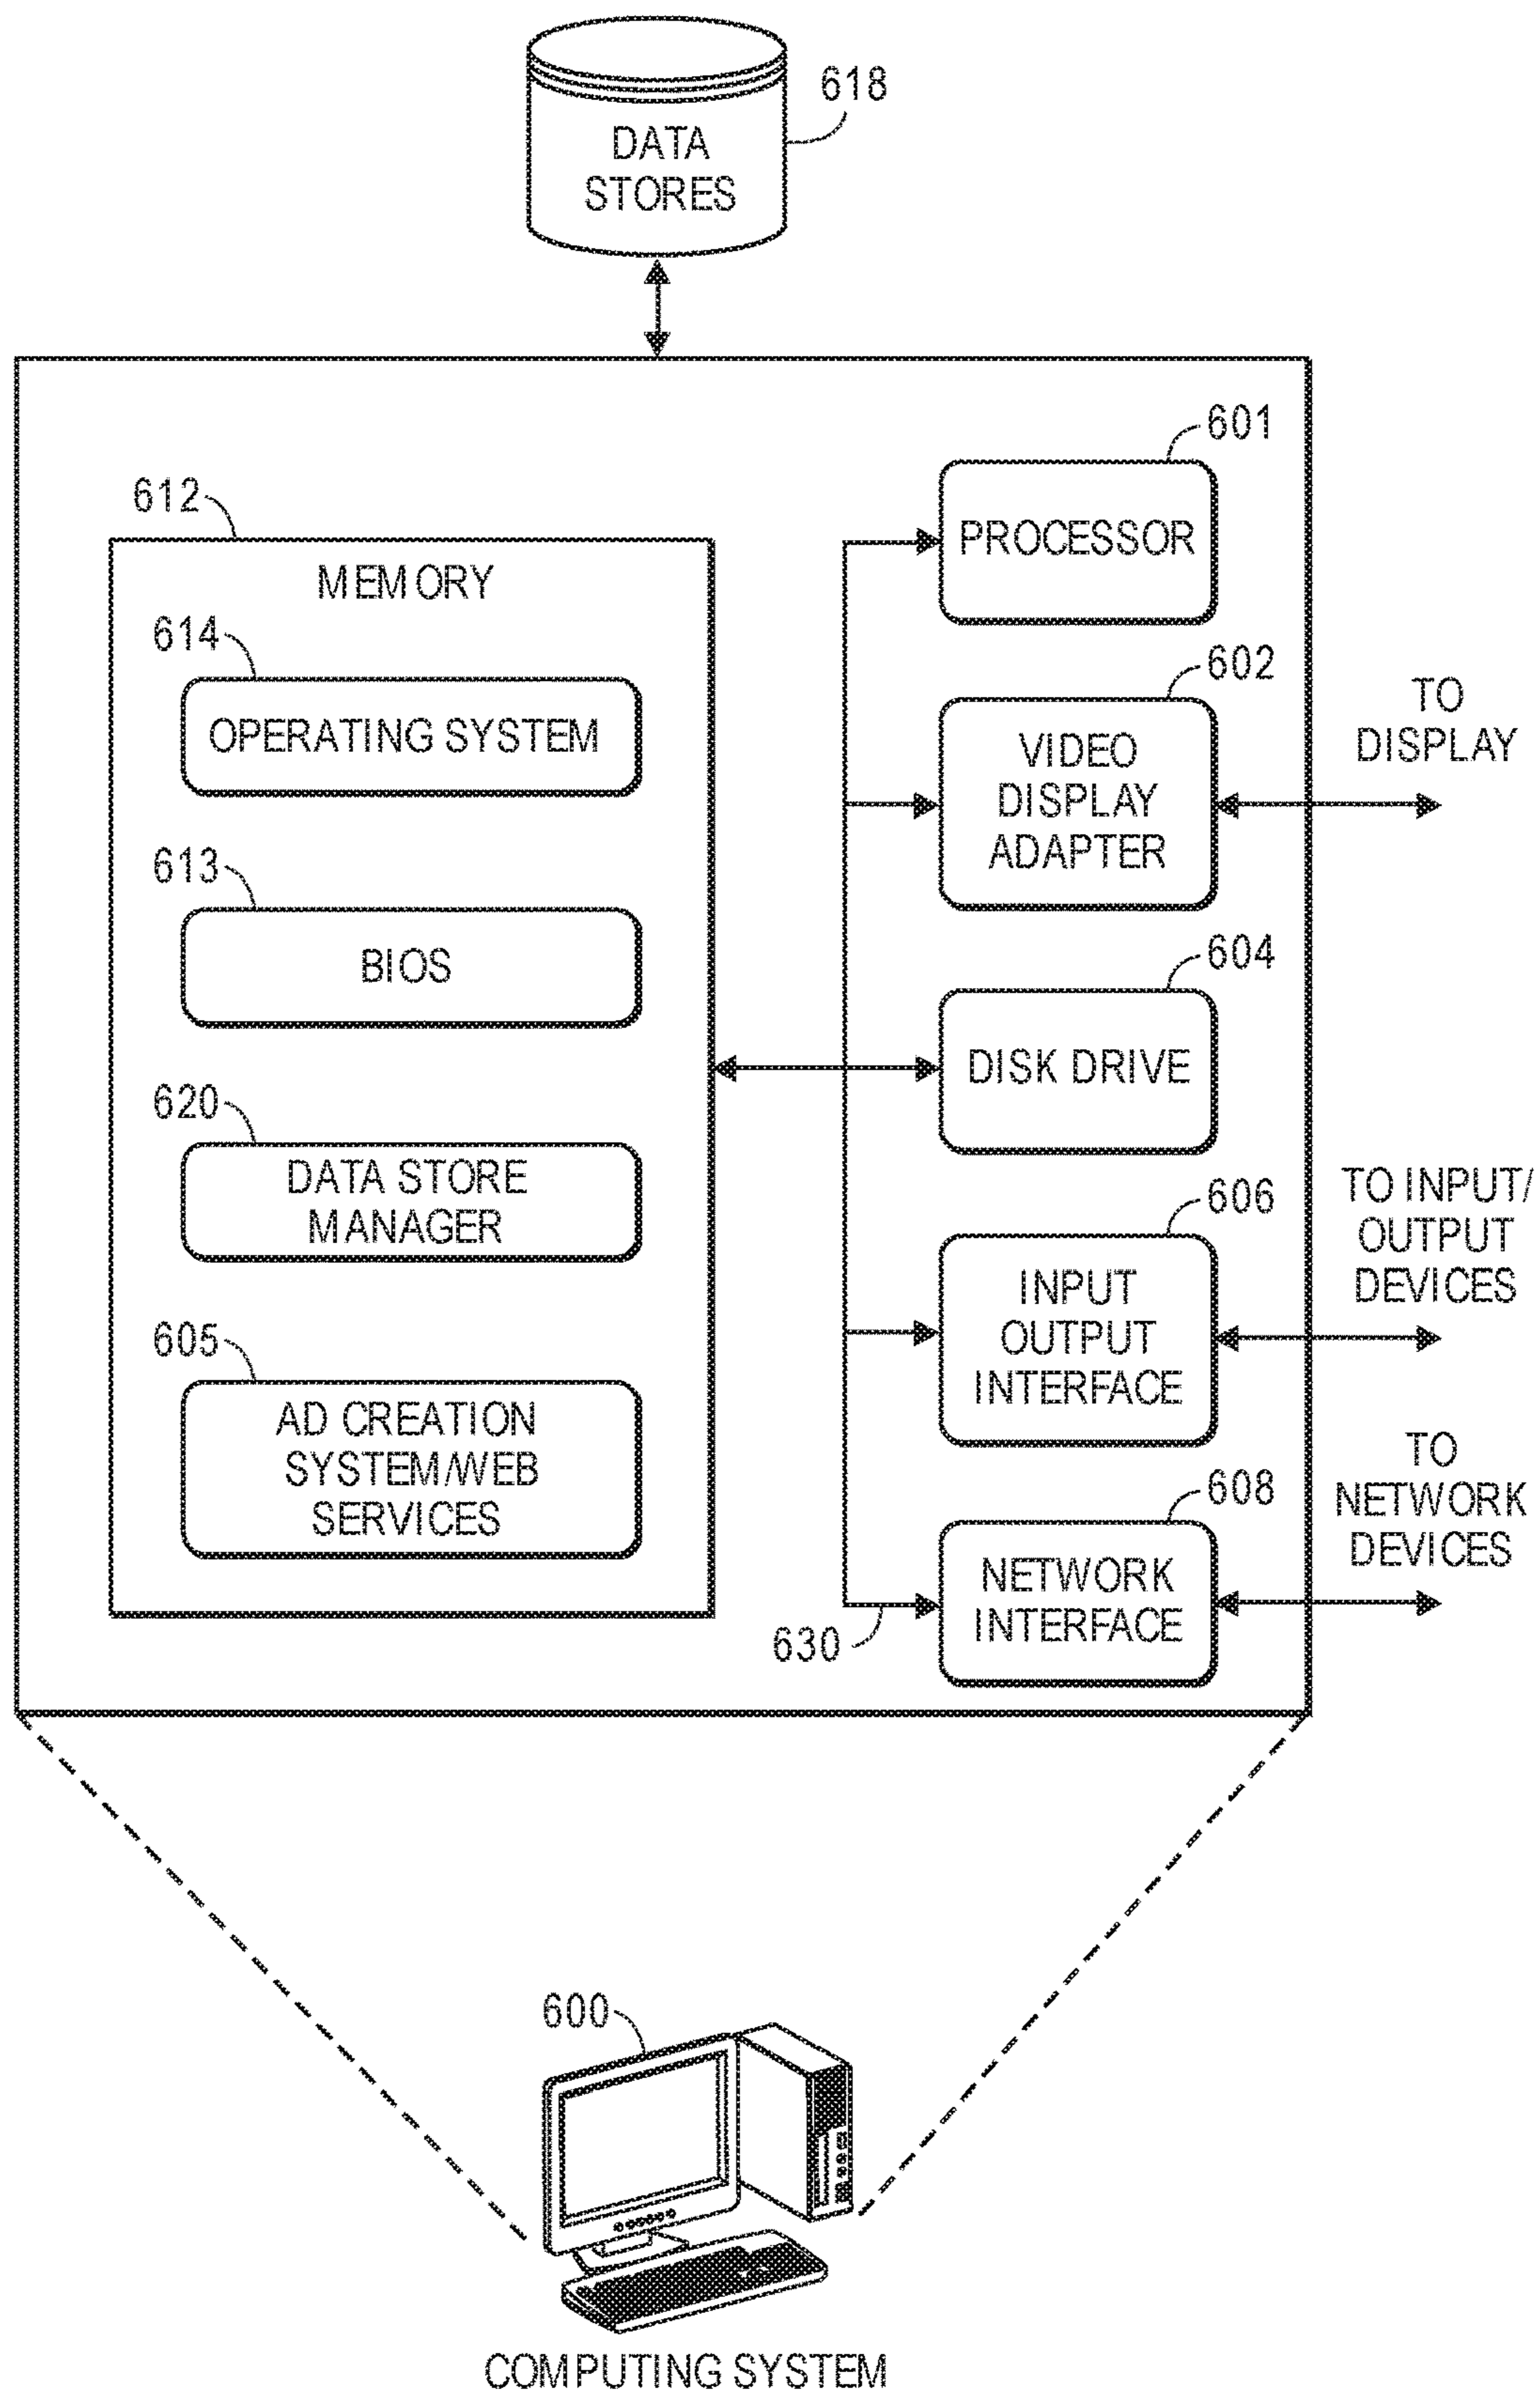 618
DATA
STORES
601
612
PROCESSOR
MEMORY
614
OPERATING SYSTEM
602
VIDEO
DISPLAY
ADAPTER
TO
DISPLAY
613
BIOS
604
DISK DRIVE
620
DATA STORE
MANAGER
606
INPUT
OUTPUT
INTERFACE
TO INPUT/
OUTPUT
DEVICES
605
AD CREATION
SYSTEM/WEB
SERVICES
608
NETWORK
INTERFACE
TO
NETWORK
DEVICES
630
600
COMPUTING SYSTEM